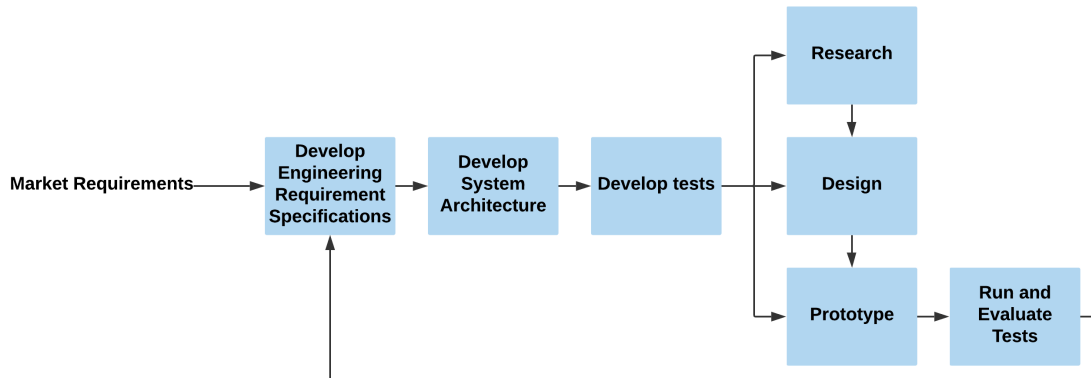 Market Requirements
Develop
Engineering
Requirement
Specifications
Develop
System
Architecture
Develop tests
Research
Design
Prototype
Run and
Evaluate
Tests